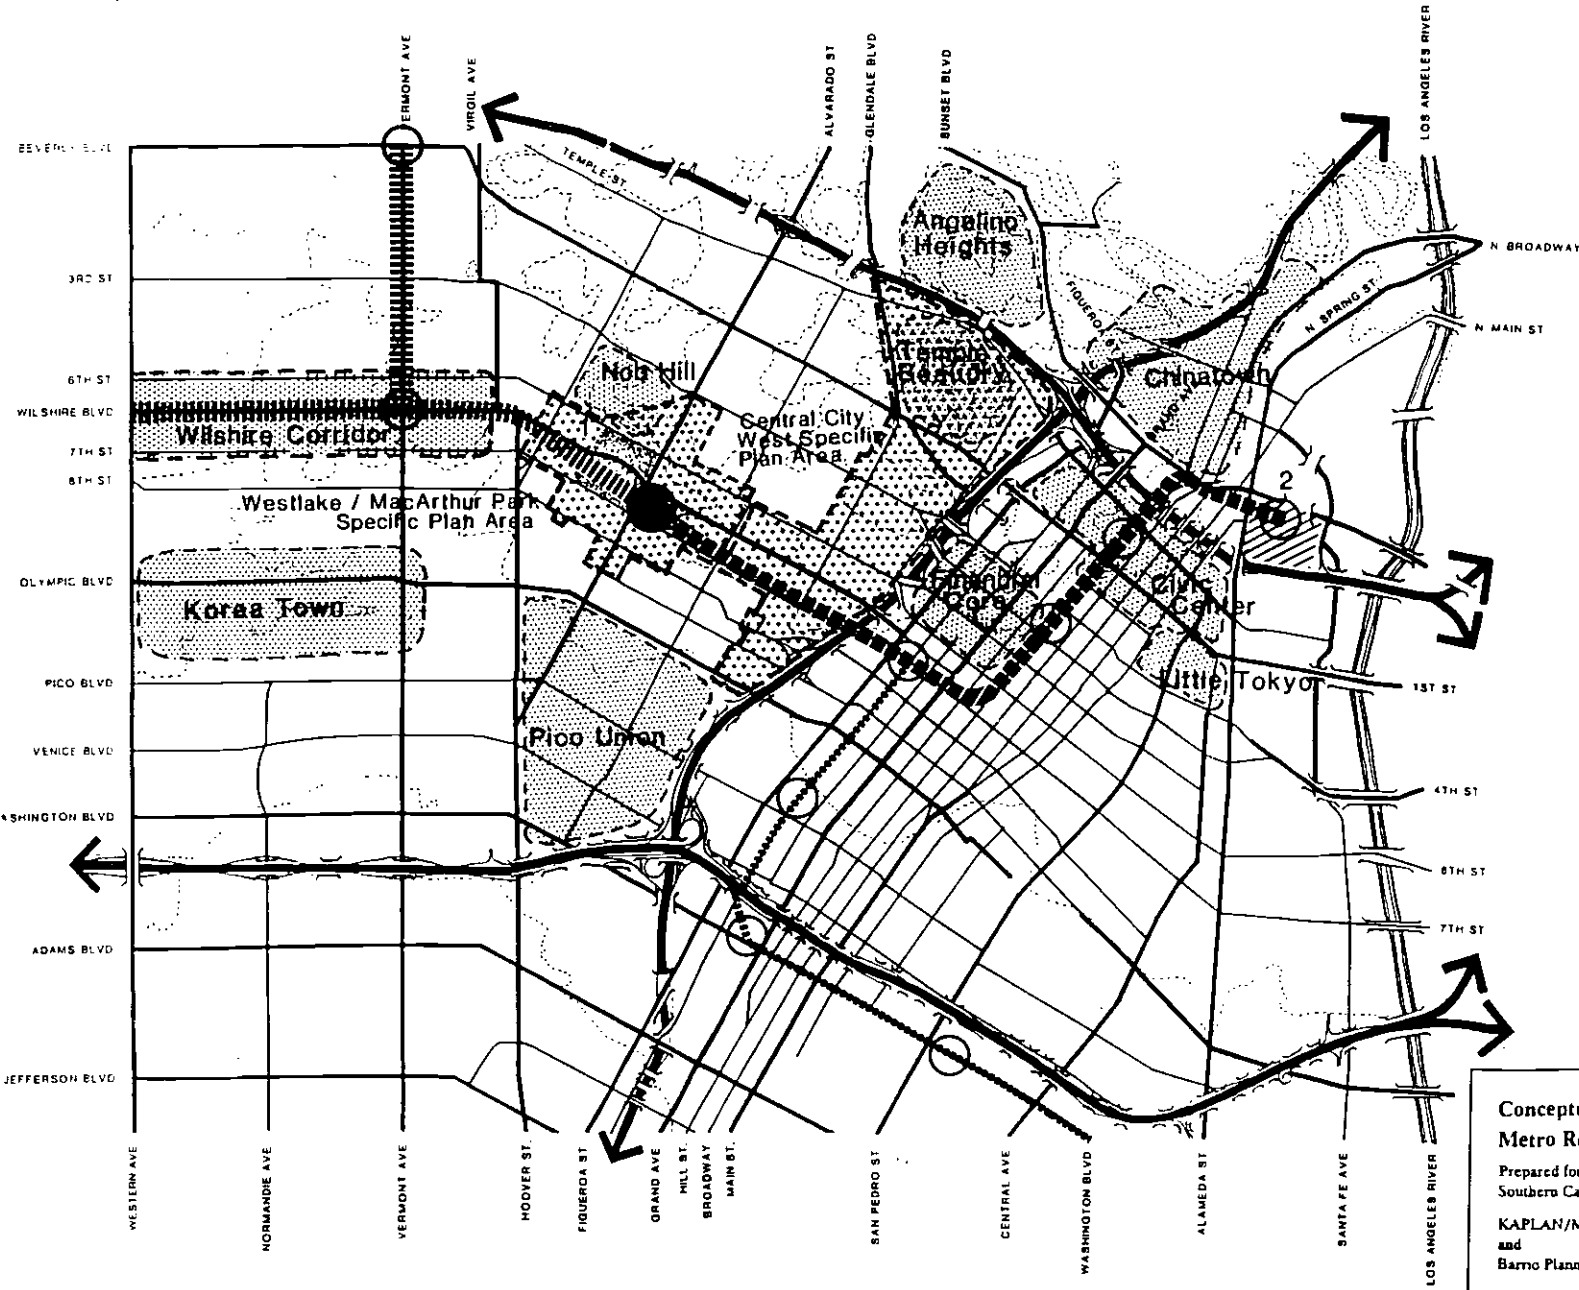 VERMONT AVE
VIRGIL AVE
ALVARADO ST
GLENDALE BLVD
SUNSET BLVD
LOS ANGELES RIVER
BEVERLY BLVD
TEMPLE ST.
Angelino
Heights
N BROADWAY
3RD ST
N SPRING ST
N MAIN ST
Nob Hill
Temple
Beaudry
Chinatown
6TH ST
WILSHIRE BLVD
Wilshire Corridor
Central City
West Specific
Plan Area
7TH ST
8TH ST
2
Westlake / MacArthur Park
Specific Plan Area
OLYMPIC BLVD
Korea Town
Financial
Core
Civic
Center
Little Tokyo
PICO BLVD
1ST ST
Pico Union
VENICE BLVD
4TH ST
ASHINGTON BLVD
6TH ST
7TH ST
ADAMS BLVD
JEFFERSON BLVD
WESTERN AVE
NORMANDIE AVE
VERMONT AVE
HOOVER ST.
FIGUEROA ST
GRAND AVE
HILL ST.
BROADWAY
MAIN ST.
SAN PEDRO ST
CENTRAL AVE
WASHINGTON BLVD
ALAMEDA ST
SANTA FE AVE
LOS ANGELES RIVER
Conceptu
Metro R
Prepared fo
Southern Ca
KAPLAN/M
and
Barrio Plann